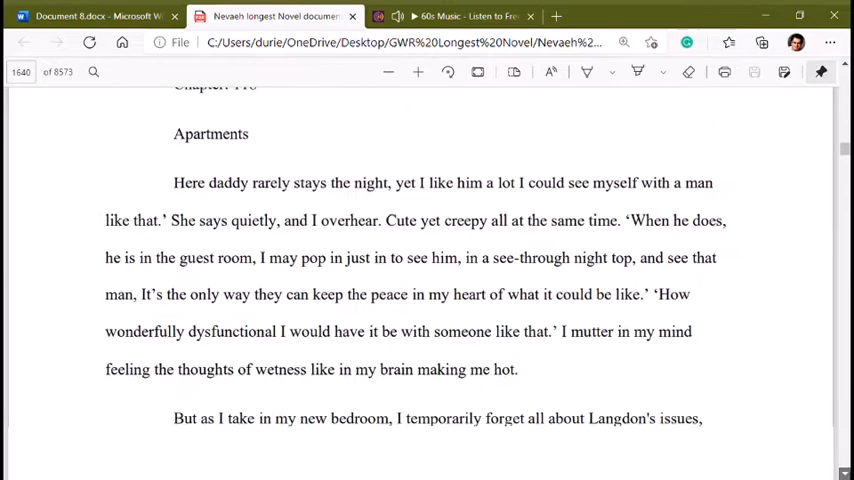 Document 8.docx - Microsoft Wi
Nevaeh longest Novel documen
60s Music - Listen to Fre
File
C:/Users/durie/OneDrive/Desktop/GWR%20Longest%20Novel/Nevaeh%2...
1640 of 8573
Apartments
Here daddy rarely stays the night, yet I like him a lot I could see myself with a man
like that.’ She says quietly, and I overhear. Cute yet creepy all at the same time. ‘When he does,
he is in the guest room, I may pop in just in to see him, in a see-through night top, and see that
man, It’s the only way they can keep the peace in my heart of what it could be like.’ ‘How
wonderfully dysfunctional I would have it be with someone like that.’ I mutter in my mind
feeling the thoughts of wetness like in my brain making me hot.
But as I take in my new bedroom, I temporarily forget all about Langdon's issues,